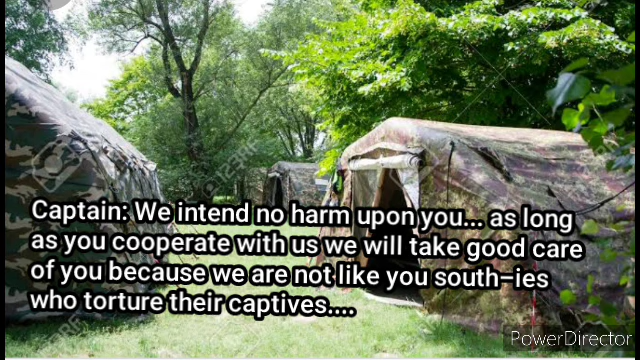 Captain: We intend no harm upon you... as long
as you cooperate with us we will take good care
of you because we are not like you south-ies
who torture their captives....
PowerDirector